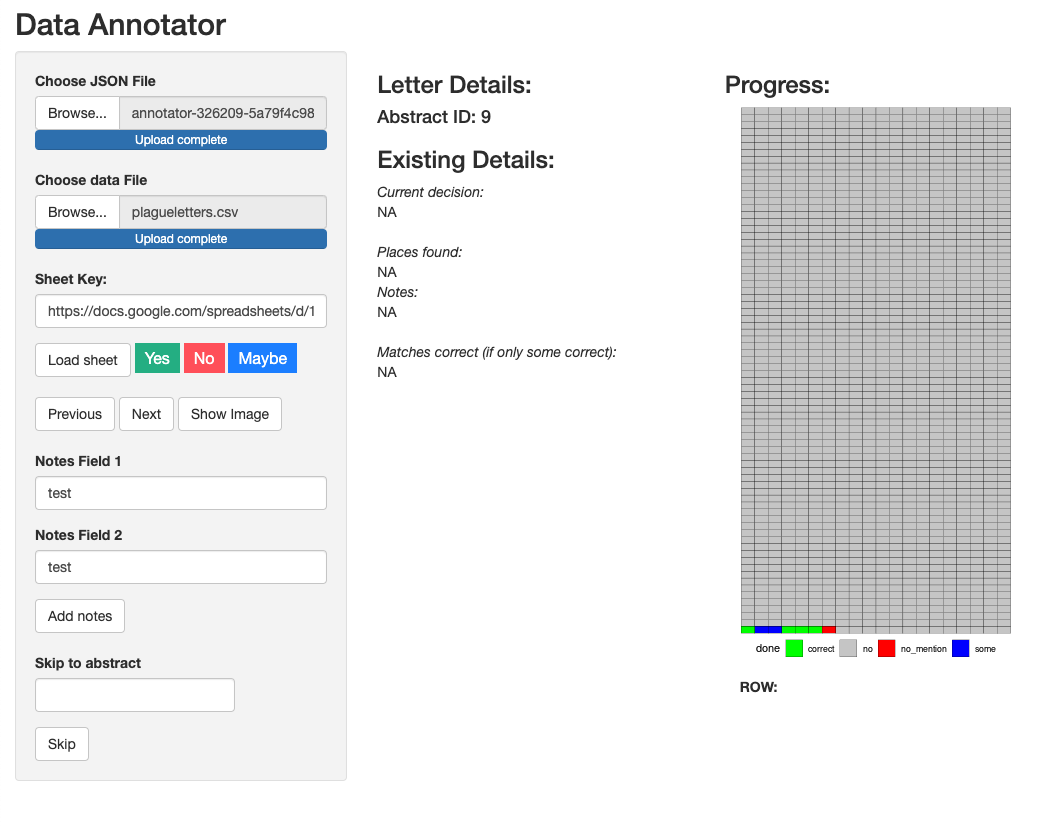 Data Annotator
Choose JSON File
Browse... annotator-326209-5a79f4c98
Upload complete
Choose data File
Browse... plagueletters.csv
Upload complete
Sheet Key:
https://docs.google.com/spreadsheets/d/1
Load sheet Yes No Maybe
Previous Next Show Image
Notes Field 1
test
Notes Field 2
test
Add notes
Skip to abstract
Skip
Letter Details:
Abstract ID: 9
Existing Details:
Current decision:
NA
Places found:
NA
Notes:
NA
Matches correct (if only some correct):
NA
Progress:
done correct no no_mention some
ROW: